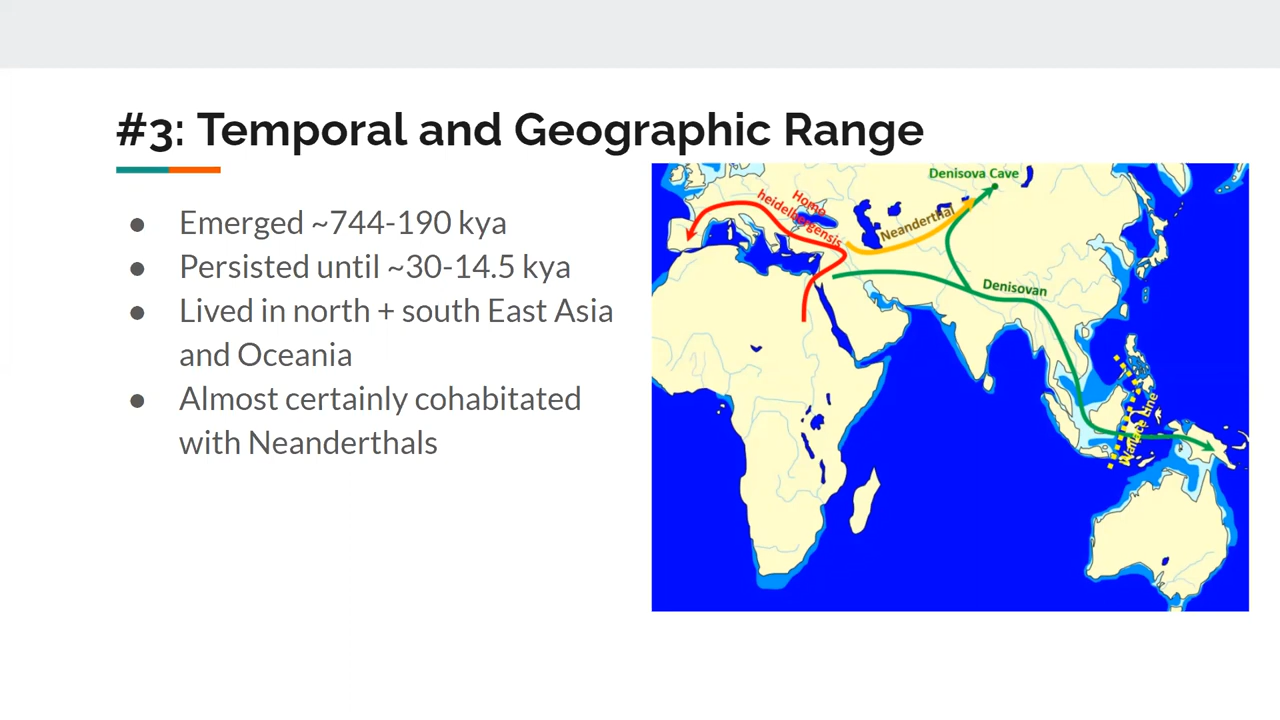 #3: Temporal and Geographic Range
● Emerged ~744-190 kya
● Persisted until ~30-14.5 kya
● Lived in north + south East Asia
and Oceania
● Almost certainly cohabitated
with Neanderthals
Denisova Cave
Homo
heidelbergensis
Neanderthal
Denisovan
Wallace Line